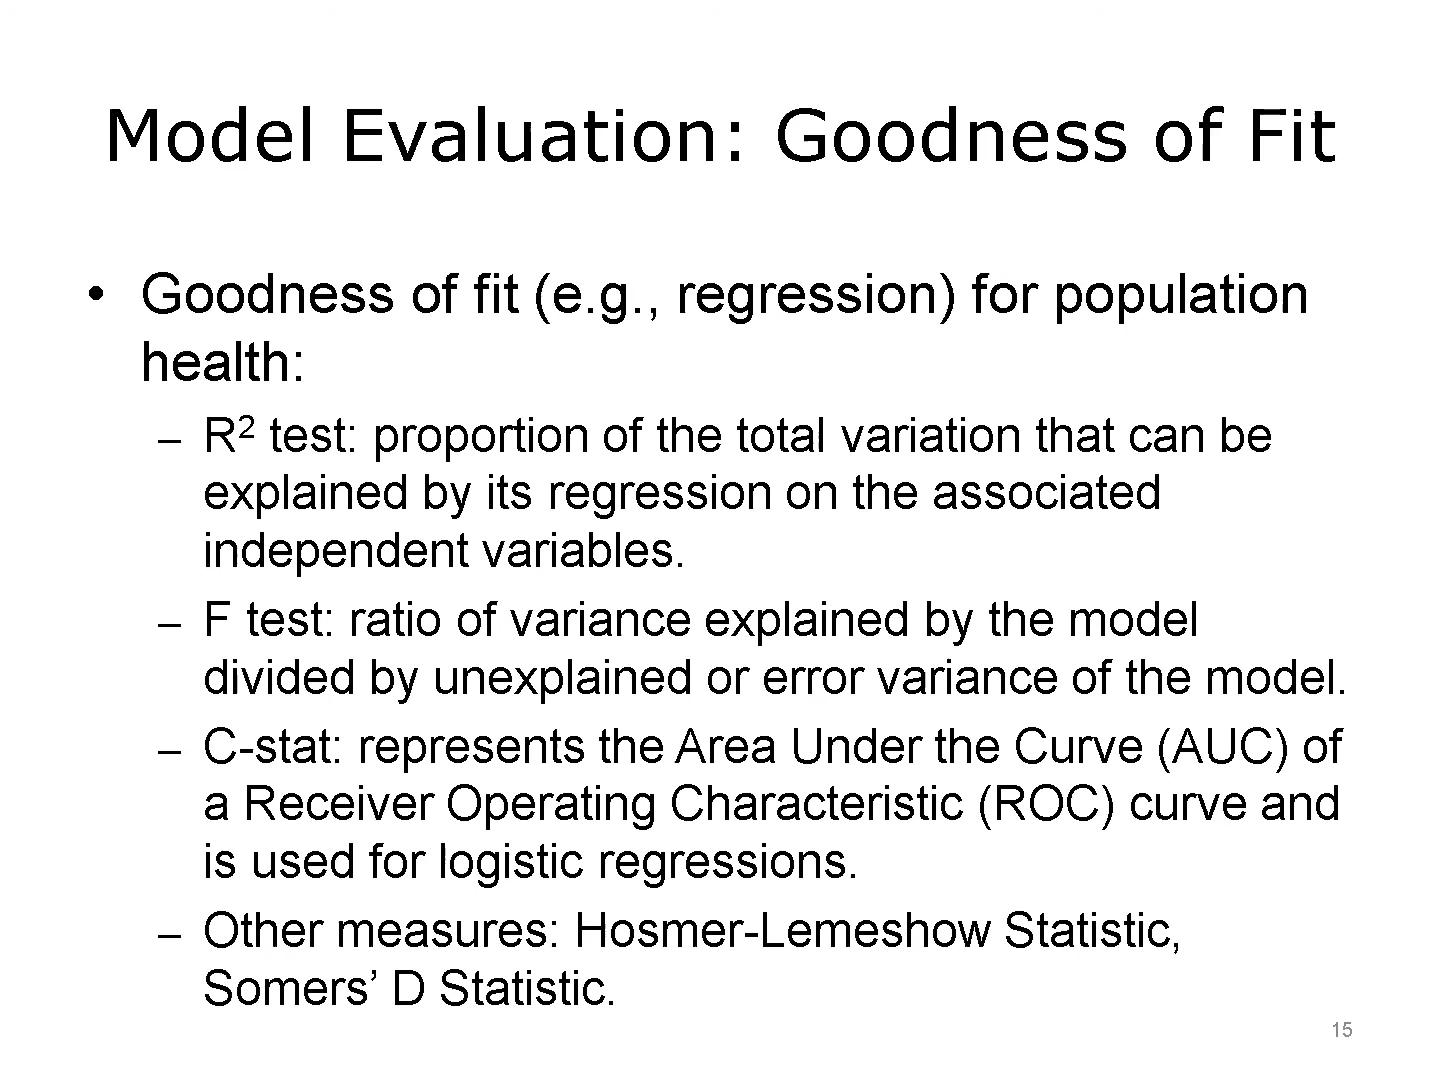 Model Evaluation: Goodness of Fit
• Goodness of fit (e.g., regression) for population
health:
– R² test: proportion of the total variation that can be
explained by its regression on the associated
independent variables.
– F test: ratio of variance explained by the model
divided by unexplained or error variance of the model.
– C-stat: represents the Area Under the Curve (AUC) of
a Receiver Operating Characteristic (ROC) curve and
is used for logistic regressions.
– Other measures: Hosmer-Lemeshow Statistic,
Somers’ D Statistic.
15